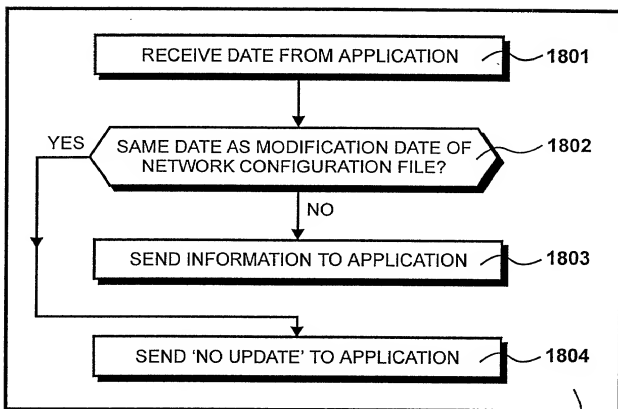 RECEIVE DATE FROM APPLICATION 1801
YES
SAME DATE AS MODIFICATION DATE OF
NETWORK CONFIGURATION FILE?
1802
NO
SEND INFORMATION TO APPLICATION 1803
SEND ‘NO UPDATE’ TO APPLICATION 1804